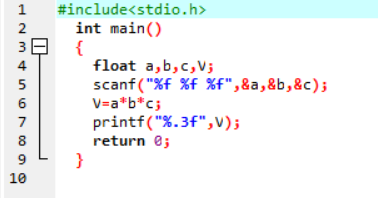 1 #include<stdio.h>
2 int main()
3 {
4 float a,b,c,V;
5 scanf("%f %f %f",&a,&b,&c);
6 V=a*b*c;
7 printf("%.3f",V);
8 return 0;
9 }
10